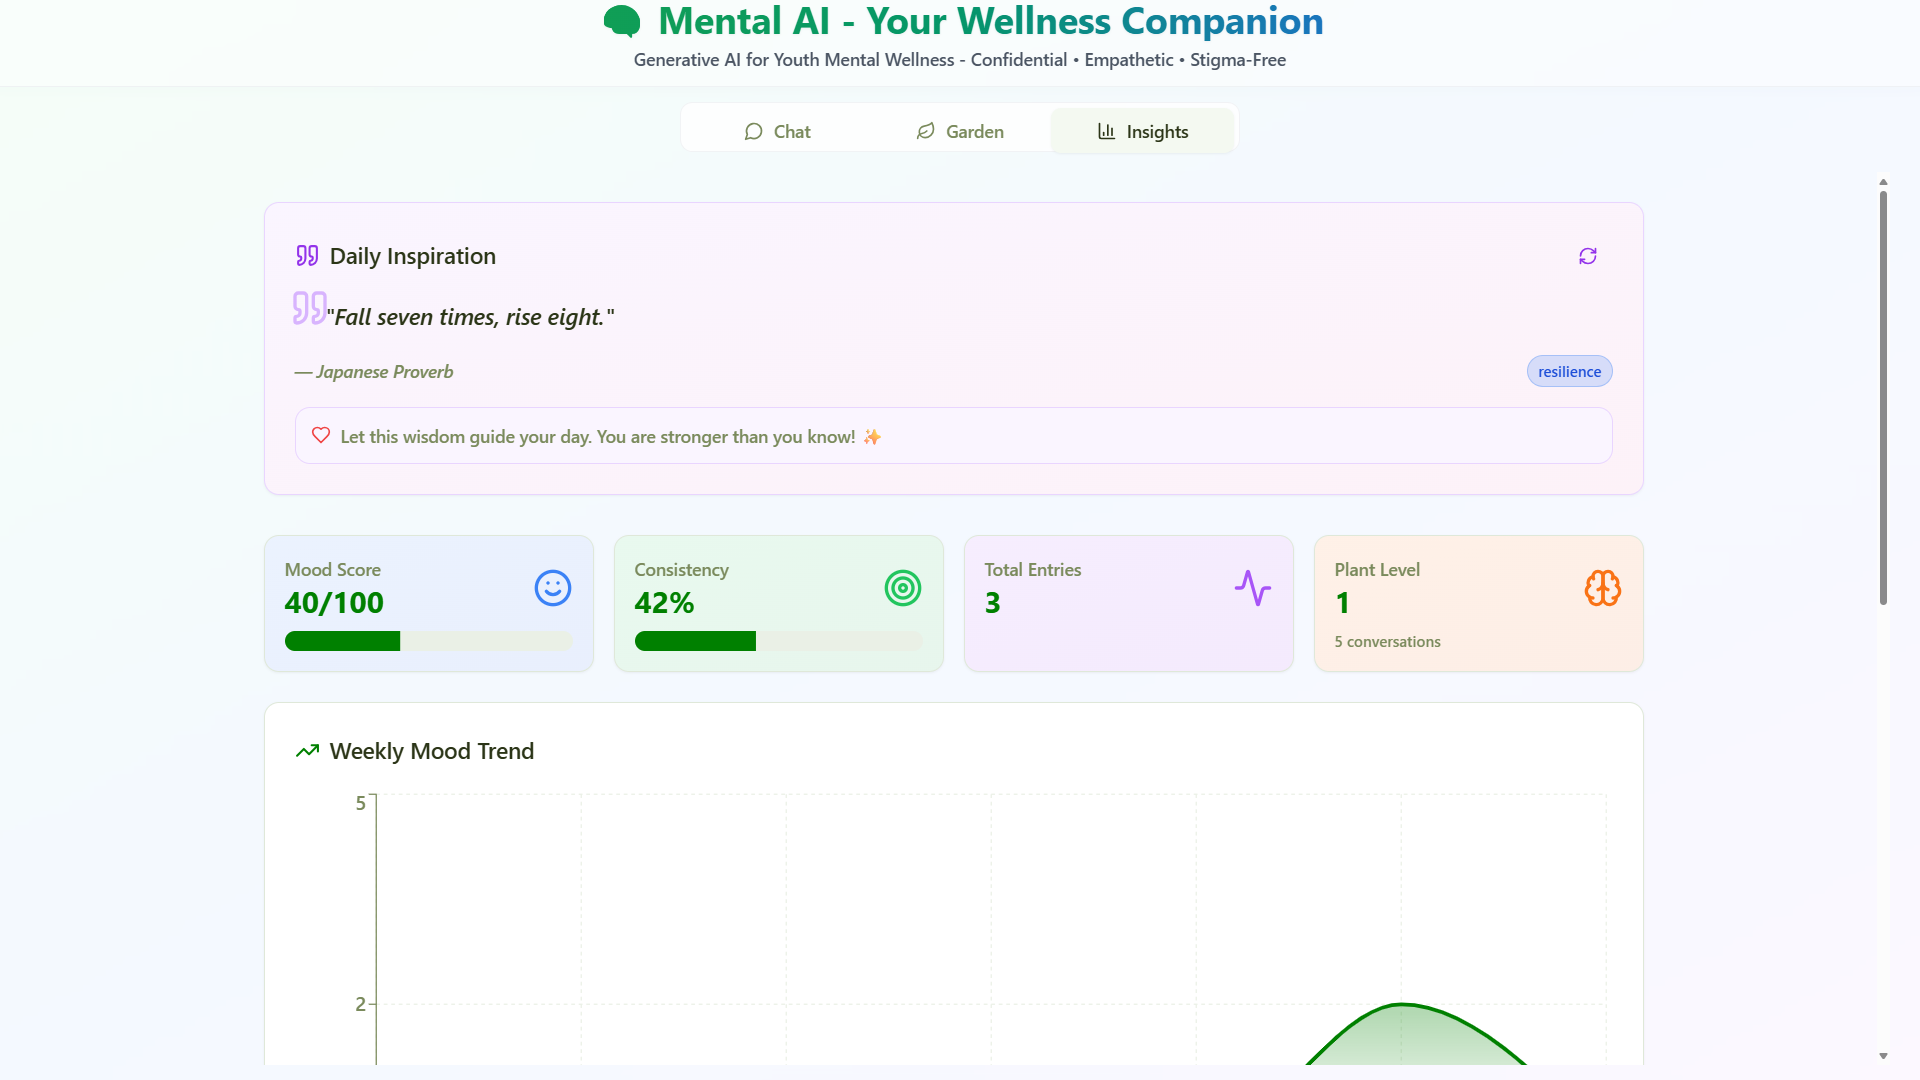 Mental AI - Your Wellness Companion
Generative AI for Youth Mental Wellness - Confidential • Empathetic • Stigma-Free
Chat
Garden
Insights
Daily Inspiration
"Fall seven times, rise eight."
— Japanese Proverb
resilience
Let this wisdom guide your day. You are stronger than you know! ✨
Mood Score
40/100
Consistency
42%
Total Entries
3
Plant Level
1
5 conversations
Weekly Mood Trend
5
2